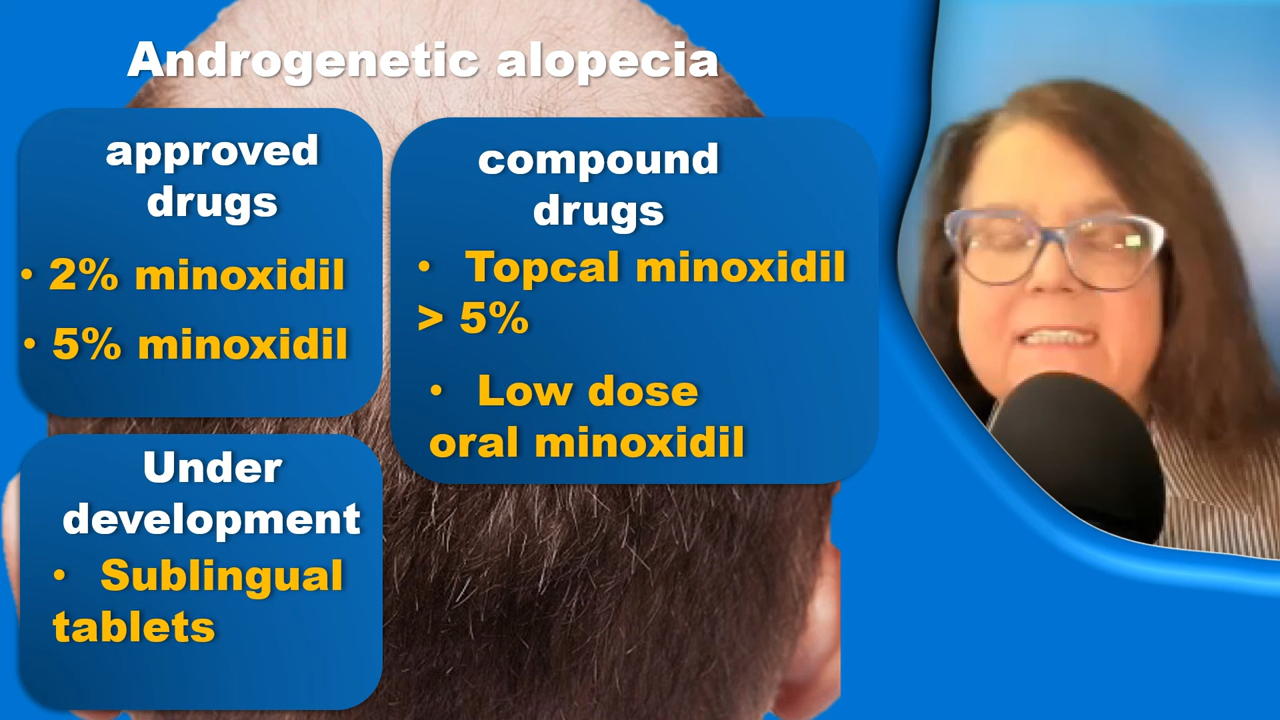 Androgenetic alopecia
approved
drugs
• 2% minoxidil
• 5% minoxidil
compound
drugs
• Topcal minoxidil
> 5%
• Low dose
oral minoxidil
Under
development
• Sublingual
tablets